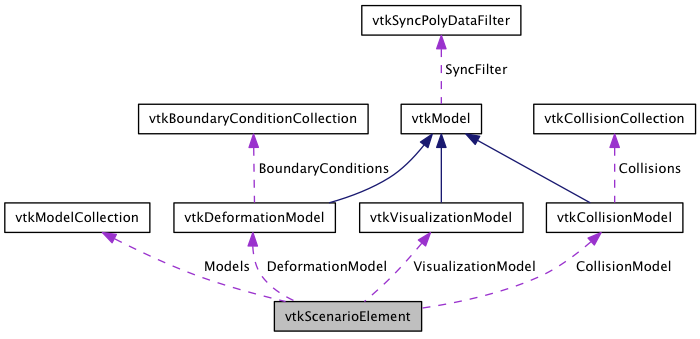 vtkSyncPolyDataFilter
SyncFilter
vtkBoundaryConditionCollection
vtkModel
vtkCollisionCollection
BoundaryConditions
Collisions
vtkModelCollection
vtkDeformationModel
vtkVisualizationModel
vtkCollisionModel
Models
DeformationModel
VisualizationModel
CollisionModel
vtkScenarioElement